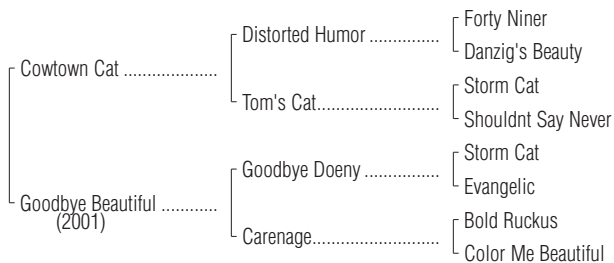 Forty Niner
Distorted Humor ................
Danzig's Beauty
Cowtown Cat ....................
Storm Cat
Tom's Cat..........................
Shouldnt Say Never
Storm Cat
Goodbye Doeny ................
Evangelic
Goodbye Beautiful ............
(2001)
Bold Ruckus
Carenage...........................
Color Me Beautiful